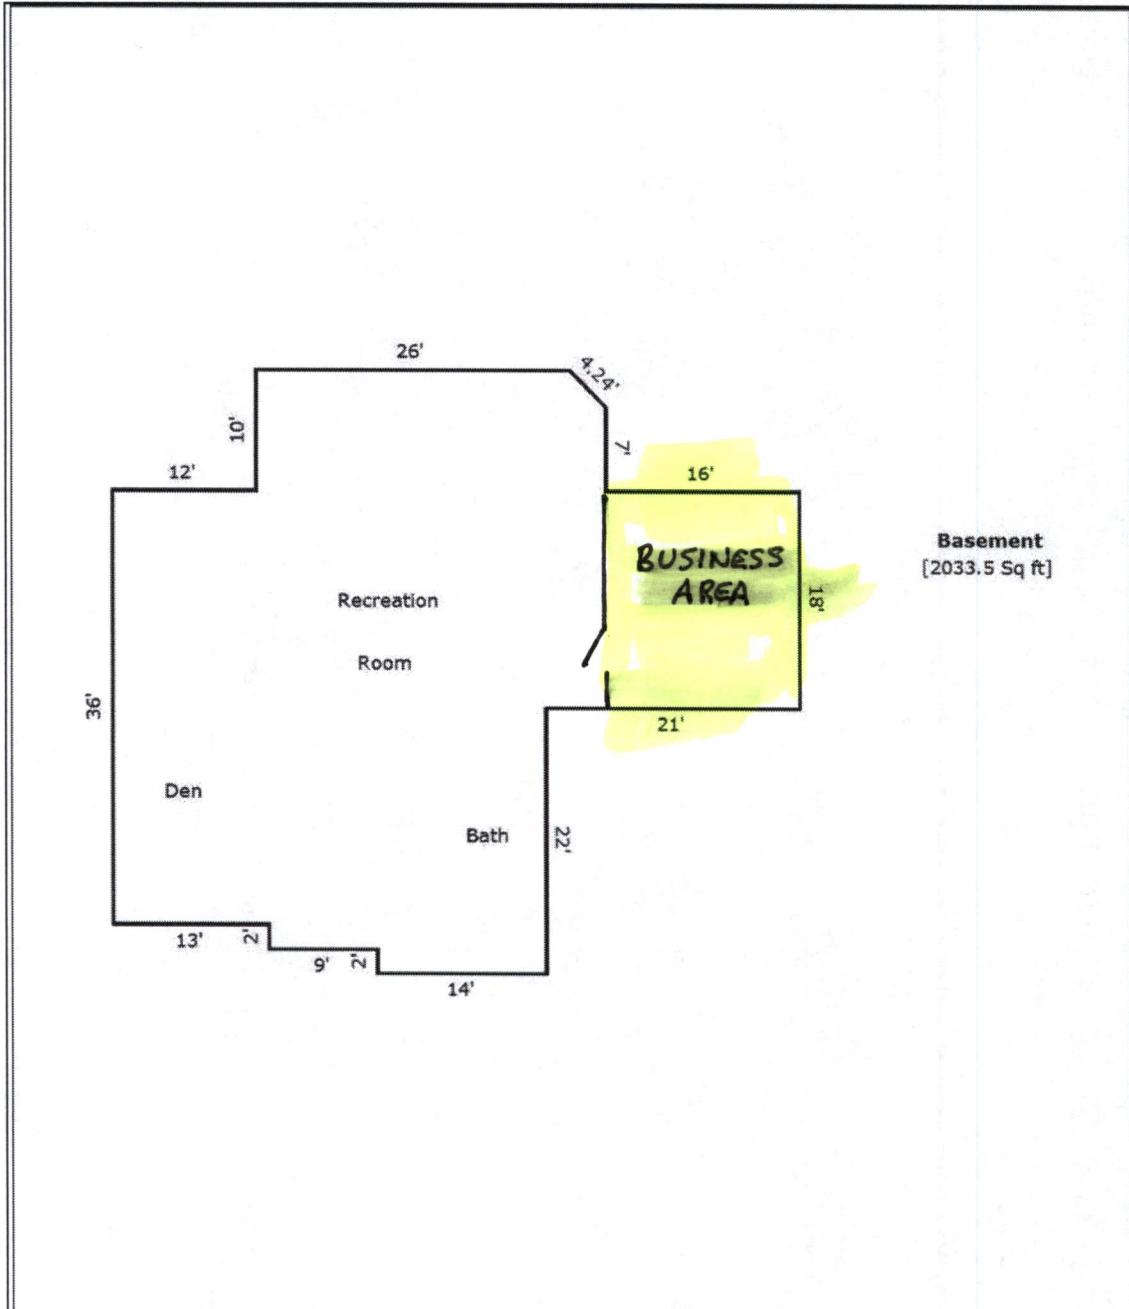 26'
4.24'
10'
7'
12'
16'
Basement
[2033.5 Sq ft]
BUSINESS
AREA
18'
Recreation
Room
36'
21'
Den
Bath
22'
13'
2'
9'
2'
14'